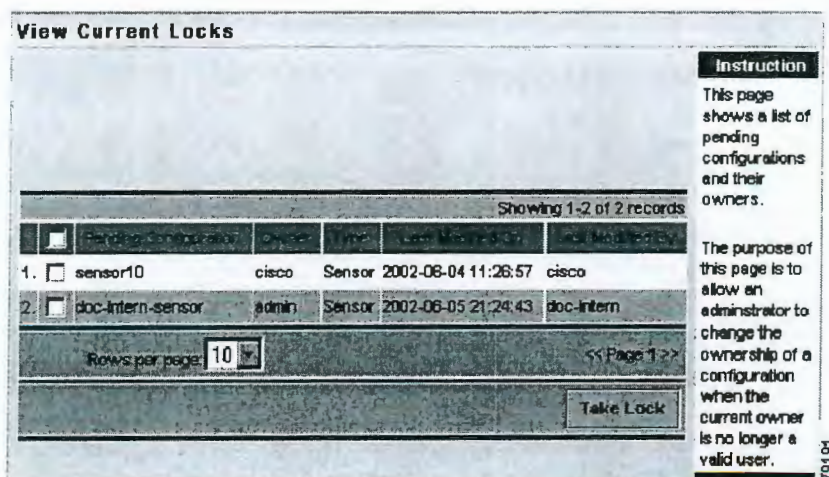 View Current Locks
Instruction
This page
shows a list of
pending
configurations
and their
owners.
The purpose of
this page is to
allow an
adminstrator to
change the
ownership of a
configuration
when the
current owner
is no longer a
valid user.
Showing 1-2 of 2 records
Pending Configuration Owner Type Last Modified On Last Modified By
1. sensor10 cisco Sensor 2002-06-04 11:26:57 cisco
2. doc-intern-sensor admin Sensor 2002-06-05 21:24:43 doc-intern
Rows per page: 10 << Page 1 >>
Take Lock
70101